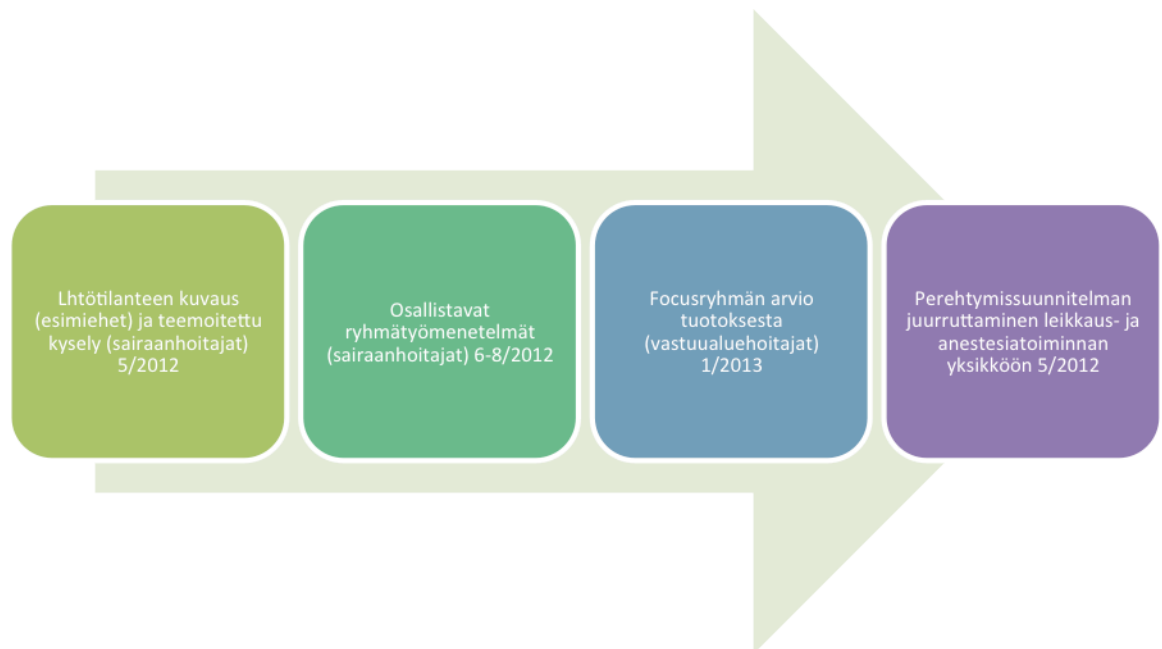 Lhtötilanteen kuvaus
(esimiehet) ja teemoitettu
kysely (sairaanhoitajat)
5/2012
Osallistavat
ryhmätyömenetelmät
(sairaanhoitajat) 6-8/2012
Focusryhmän arvio
tuotoksesta
(vastuualuehoitajat)
1/2013
Perehtymissuunnitelman
juurruttaminen leikkaus- ja
anestesiatoiminnan
yksikköön 5/2012